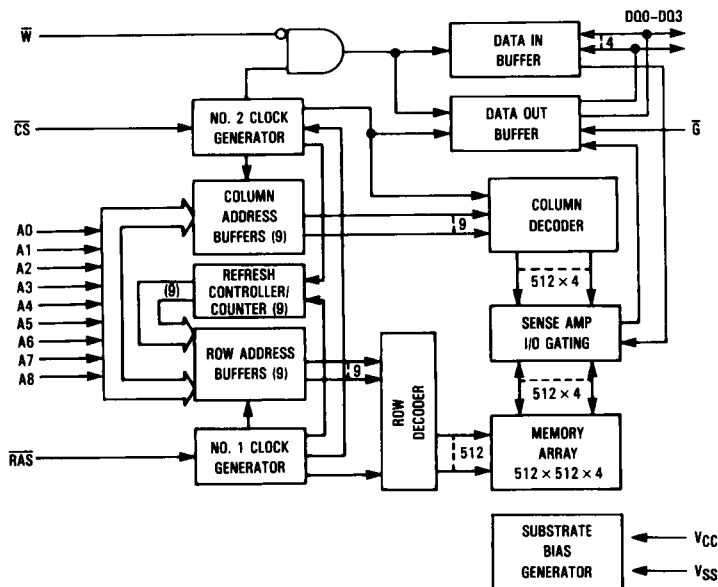 DQ0–DQ3
W̅
DATA IN
BUFFER
4
NO. 2 CLOCK
GENERATOR
C̅S̅
DATA OUT
BUFFER
G̅
COLUMN
ADDRESS
BUFFERS (9)
9
COLUMN
DECODER
A0
A1
A2
A3
A4
A5
A6
A7
A8
(9)
REFRESH
CONTROLLER/
COUNTER (9)
512 × 4
SENSE AMP
I/O GATING
ROW ADDRESS
BUFFERS (9)
9
ROW
DECODER
512 × 4
R̅A̅S̅
NO. 1 CLOCK
GENERATOR
512
MEMORY
ARRAY
512 × 512 × 4
SUBSTRATE
BIAS
GENERATOR
VCC
VSS